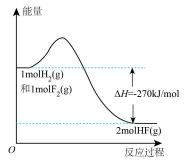 能量
1molH₂(g)
和1molF₂(g)
ΔH=-270kJ/mol
2molHF(g)
O
反应过程